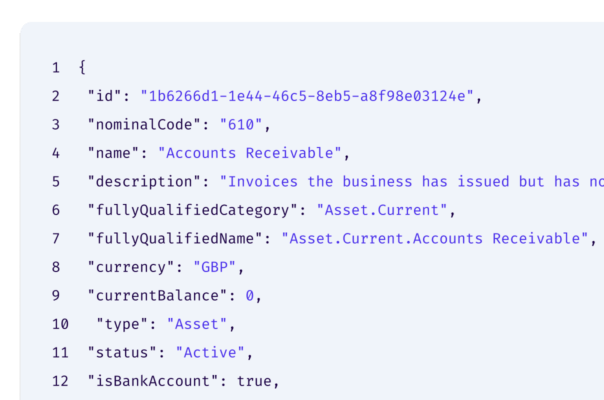 1 {
2 "id": "1b6266d1-1e44-46c5-8eb5-a8f98e03124e",
3 "nominalCode": "610",
4 "name": "Accounts Receivable",
5 "description": "Invoices the business has issued but has no
6 "fullyQualifiedCategory": "Asset.Current",
7 "fullyQualifiedName": "Asset.Current.Accounts Receivable",
8 "currency": "GBP",
9 "currentBalance": 0,
10 "type": "Asset",
11 "status": "Active",
12 "isBankAccount": true,